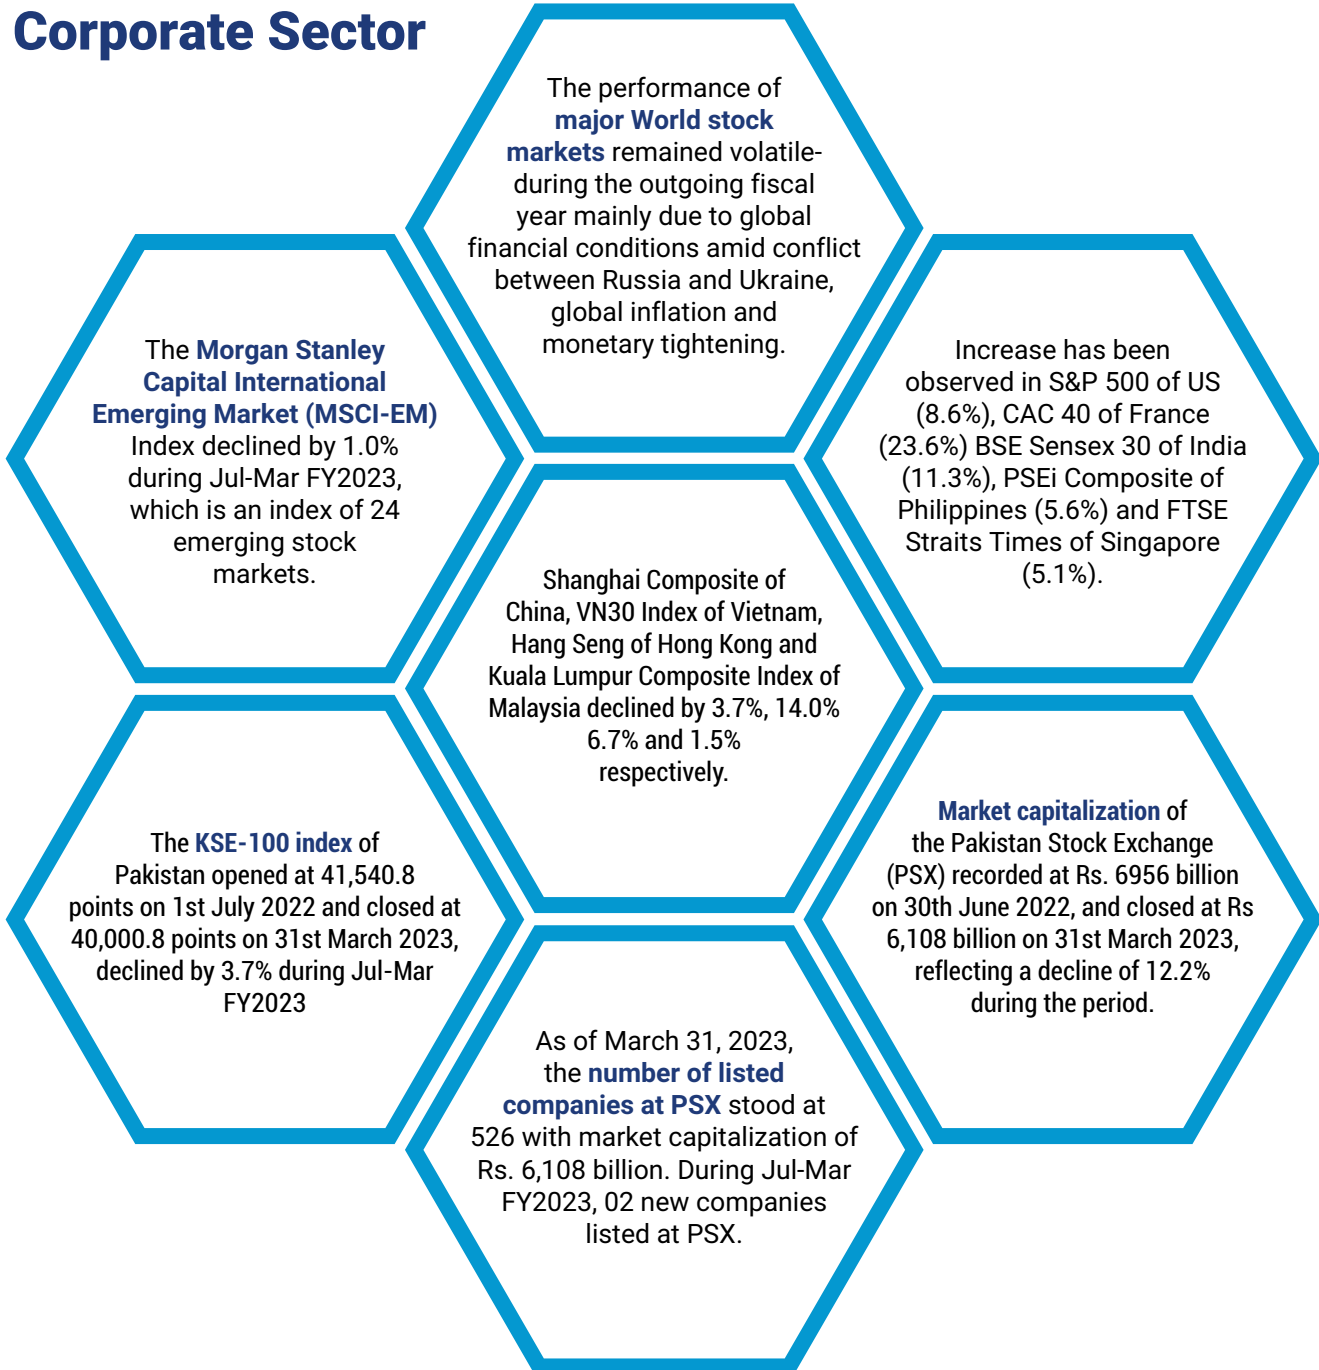 Corporate Sector
The performance of
major World stock
markets remained volatile-
during the outgoing fiscal
year mainly due to global
financial conditions amid conflict
between Russia and Ukraine,
global inflation and
monetary tightening.
The Morgan Stanley
Capital International
Emerging Market (MSCI-EM)
Index declined by 1.0%
during Jul-Mar FY2023,
which is an index of 24
emerging stock
markets.
Increase has been
observed in S&P 500 of US
(8.6%), CAC 40 of France
(23.6%) BSE Sensex 30 of India
(11.3%), PSEi Composite of
Philippines (5.6%) and FTSE
Straits Times of Singapore
(5.1%).
Shanghai Composite of
China, VN30 Index of Vietnam,
Hang Seng of Hong Kong and
Kuala Lumpur Composite Index of
Malaysia declined by 3.7%, 14.0%
6.7% and 1.5%
respectively.
The KSE-100 index of
Pakistan opened at 41,540.8
points on 1st July 2022 and closed at
40,000.8 points on 31st March 2023,
declined by 3.7% during Jul-Mar
FY2023
Market capitalization of
the Pakistan Stock Exchange
(PSX) recorded at Rs. 6956 billion
on 30th June 2022, and closed at Rs
6,108 billion on 31st March 2023,
reflecting a decline of 12.2%
during the period.
As of March 31, 2023,
the number of listed
companies at PSX stood at
526 with market capitalization of
Rs. 6,108 billion. During Jul-Mar
FY2023, 02 new companies
listed at PSX.